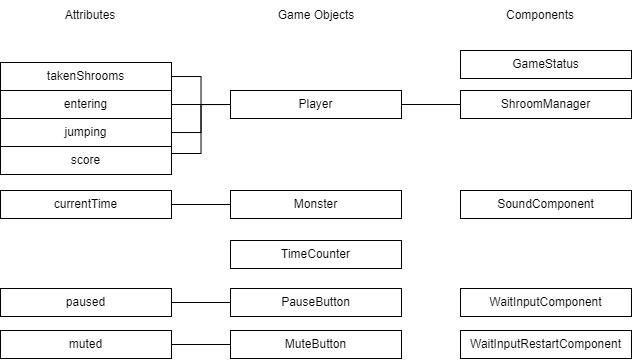 Attributes
Game Objects
Components
GameStatus
takenShrooms
entering
Player
ShroomManager
jumping
score
currentTime
Monster
SoundComponent
TimeCounter
paused
PauseButton
WaitInputComponent
muted
MuteButton
WaitInputRestartComponent